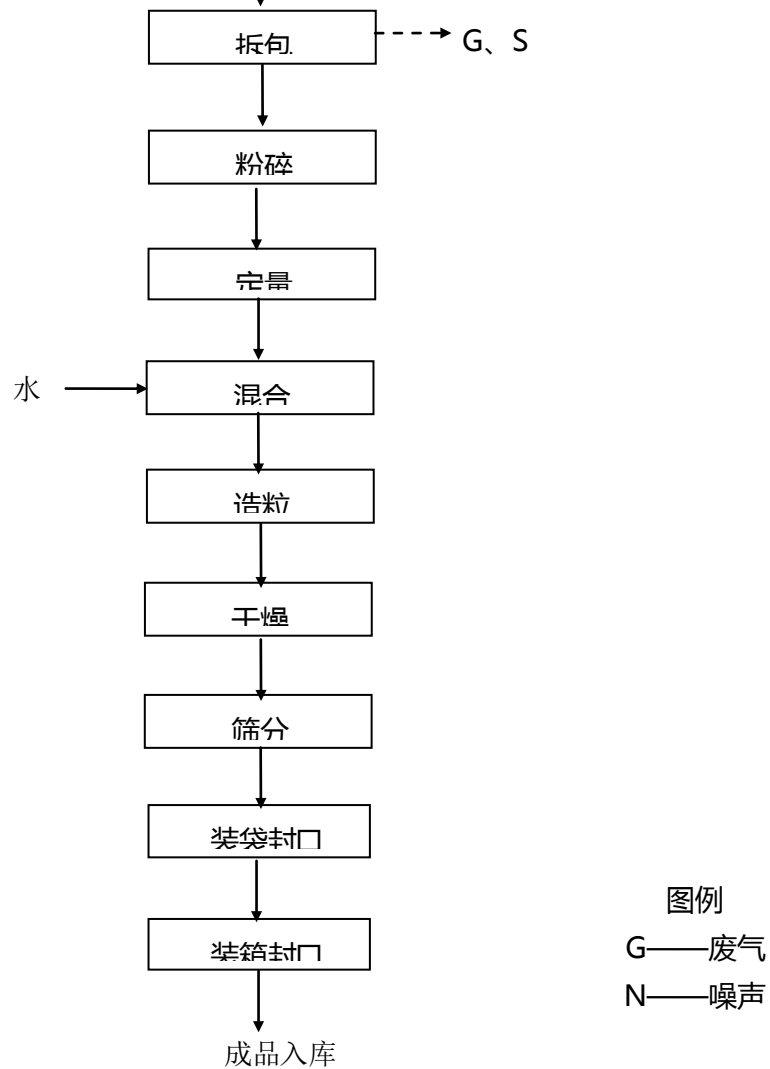 拆包
G、S
粉碎
定量
水
混合
造粒
干燥
筛分
装袋封口
装箱封口
成品入库
图例
G——废气
N——噪声